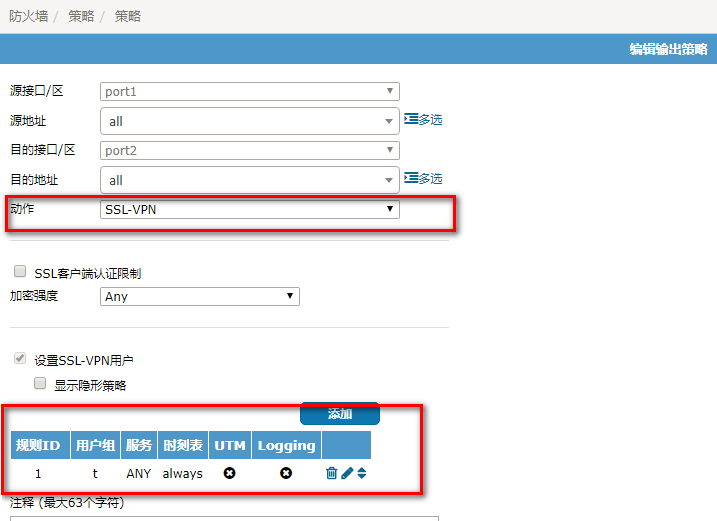 防火墙 / 策略 / 策略
编辑输出策略
源接口/区 port1
源地址 all 多选
目的接口/区 port2
目的地址 all 多选
动作 SSL-VPN
SSL客户端认证限制
加密强度 Any
设置SSL-VPN用户
显示隐形策略
添加
规则ID 用户组 服务 时刻表 UTM Logging
1 t ANY always
注释 (最大63个字符)